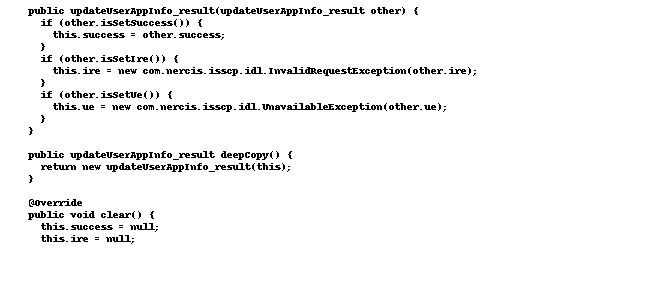 public updateUserAppInfo_result(updateUserAppInfo_result other) {
  if (other.isSetSuccess()) {
    this.success = other.success;
  }
  if (other.isSetIre()) {
    this.ire = new com.nercis.isscp.idl.InvalidRequestException(other.ire);
  }
  if (other.isSetUe()) {
    this.ue = new com.nercis.isscp.idl.UnavailableException(other.ue);
  }
}

public updateUserAppInfo_result deepCopy() {
  return new updateUserAppInfo_result(this);
}

@Override
public void clear() {
  this.success = null;
  this.ire = null;